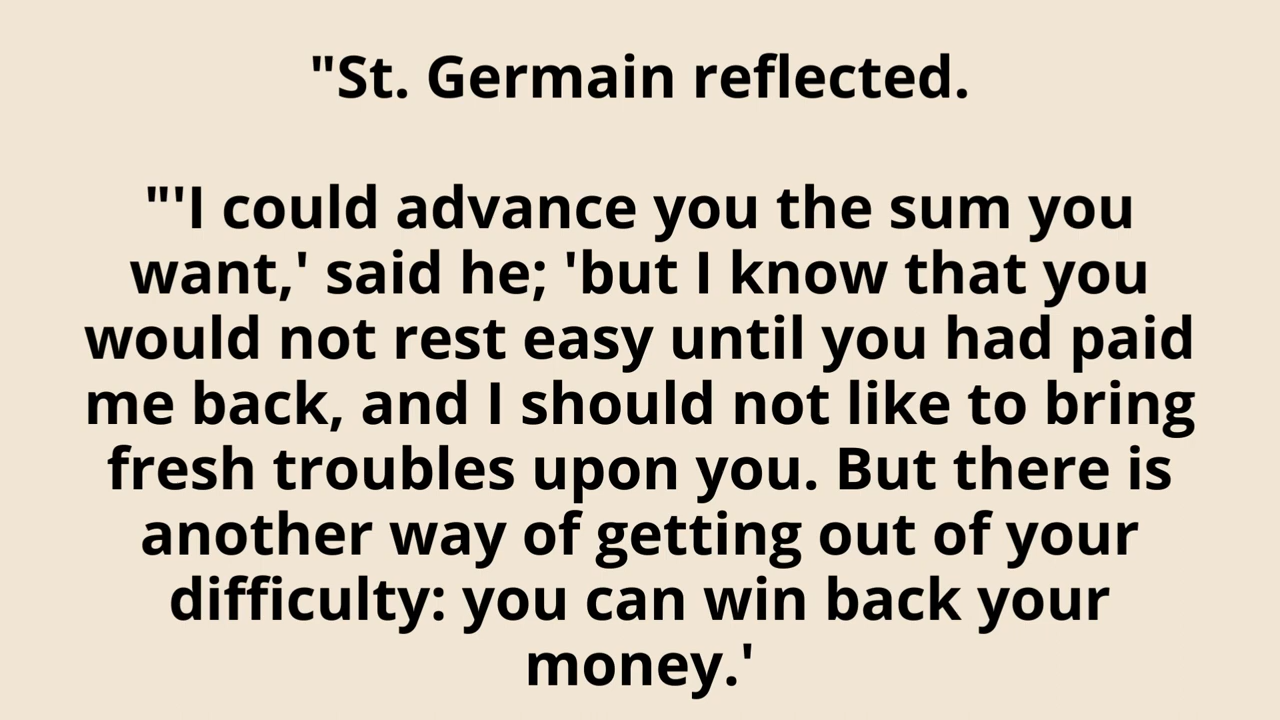 "St. Germain reflected.
"'I could advance you the sum you
want,' said he; 'but I know that you
would not rest easy until you had paid
me back, and I should not like to bring
fresh troubles upon you. But there is
another way of getting out of your
difficulty: you can win back your
money.'